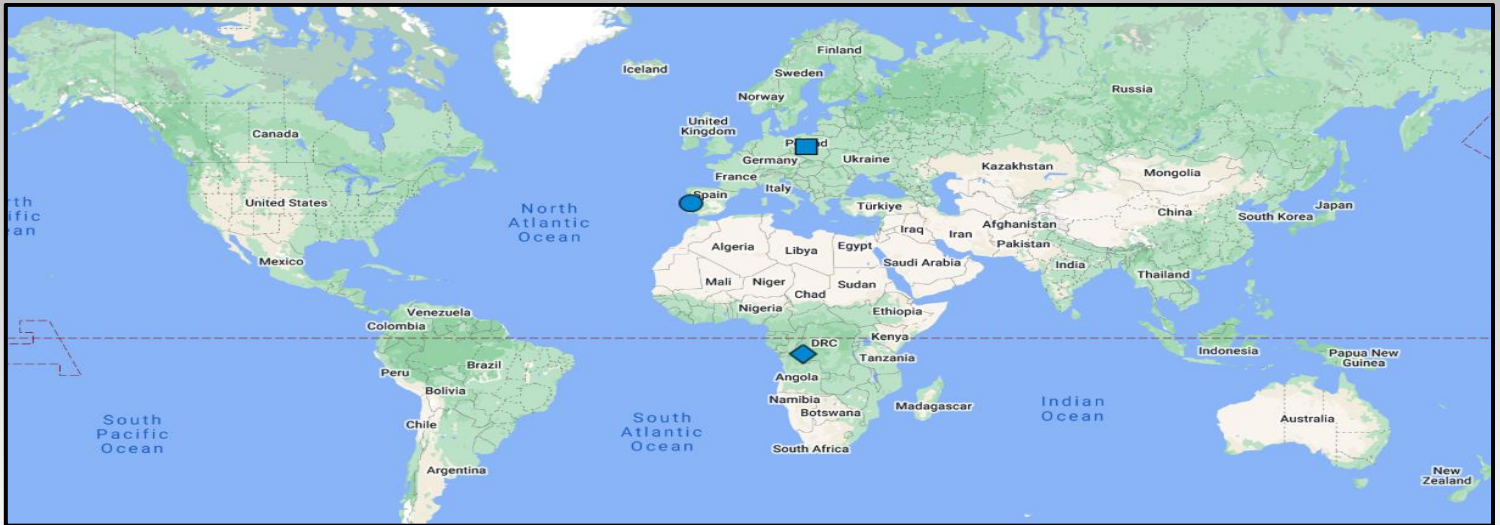 Finland
Iceland
Sweden
Russia
Norway
United
Kingdom
Canada
Germany
Ukraine
Kazakhstan
Mongolia
France
Italy
Spain
United States
Türkiye
North
Atlantic
Ocean
rth
ific
an
China
South Korea
Japan
Afghanistan
Iraq
Iran
Pakistan
Algeria
Libya
Egypt
Saudi Arabia
Mexico
India
Thailand
Mali
Niger
Chad
Sudan
Nigeria
Ethiopia
Venezuela
Colombia
DRC
Kenya
Tanzania
Indonesia
Papua New
Guinea
Peru
Brazil
Bolivia
Angola
Namibia
Botswana
Madagascar
Indian
Ocean
South
Pacific
Ocean
Chile
South
Atlantic
Ocean
Australia
South Africa
Argentina
New
Zealand